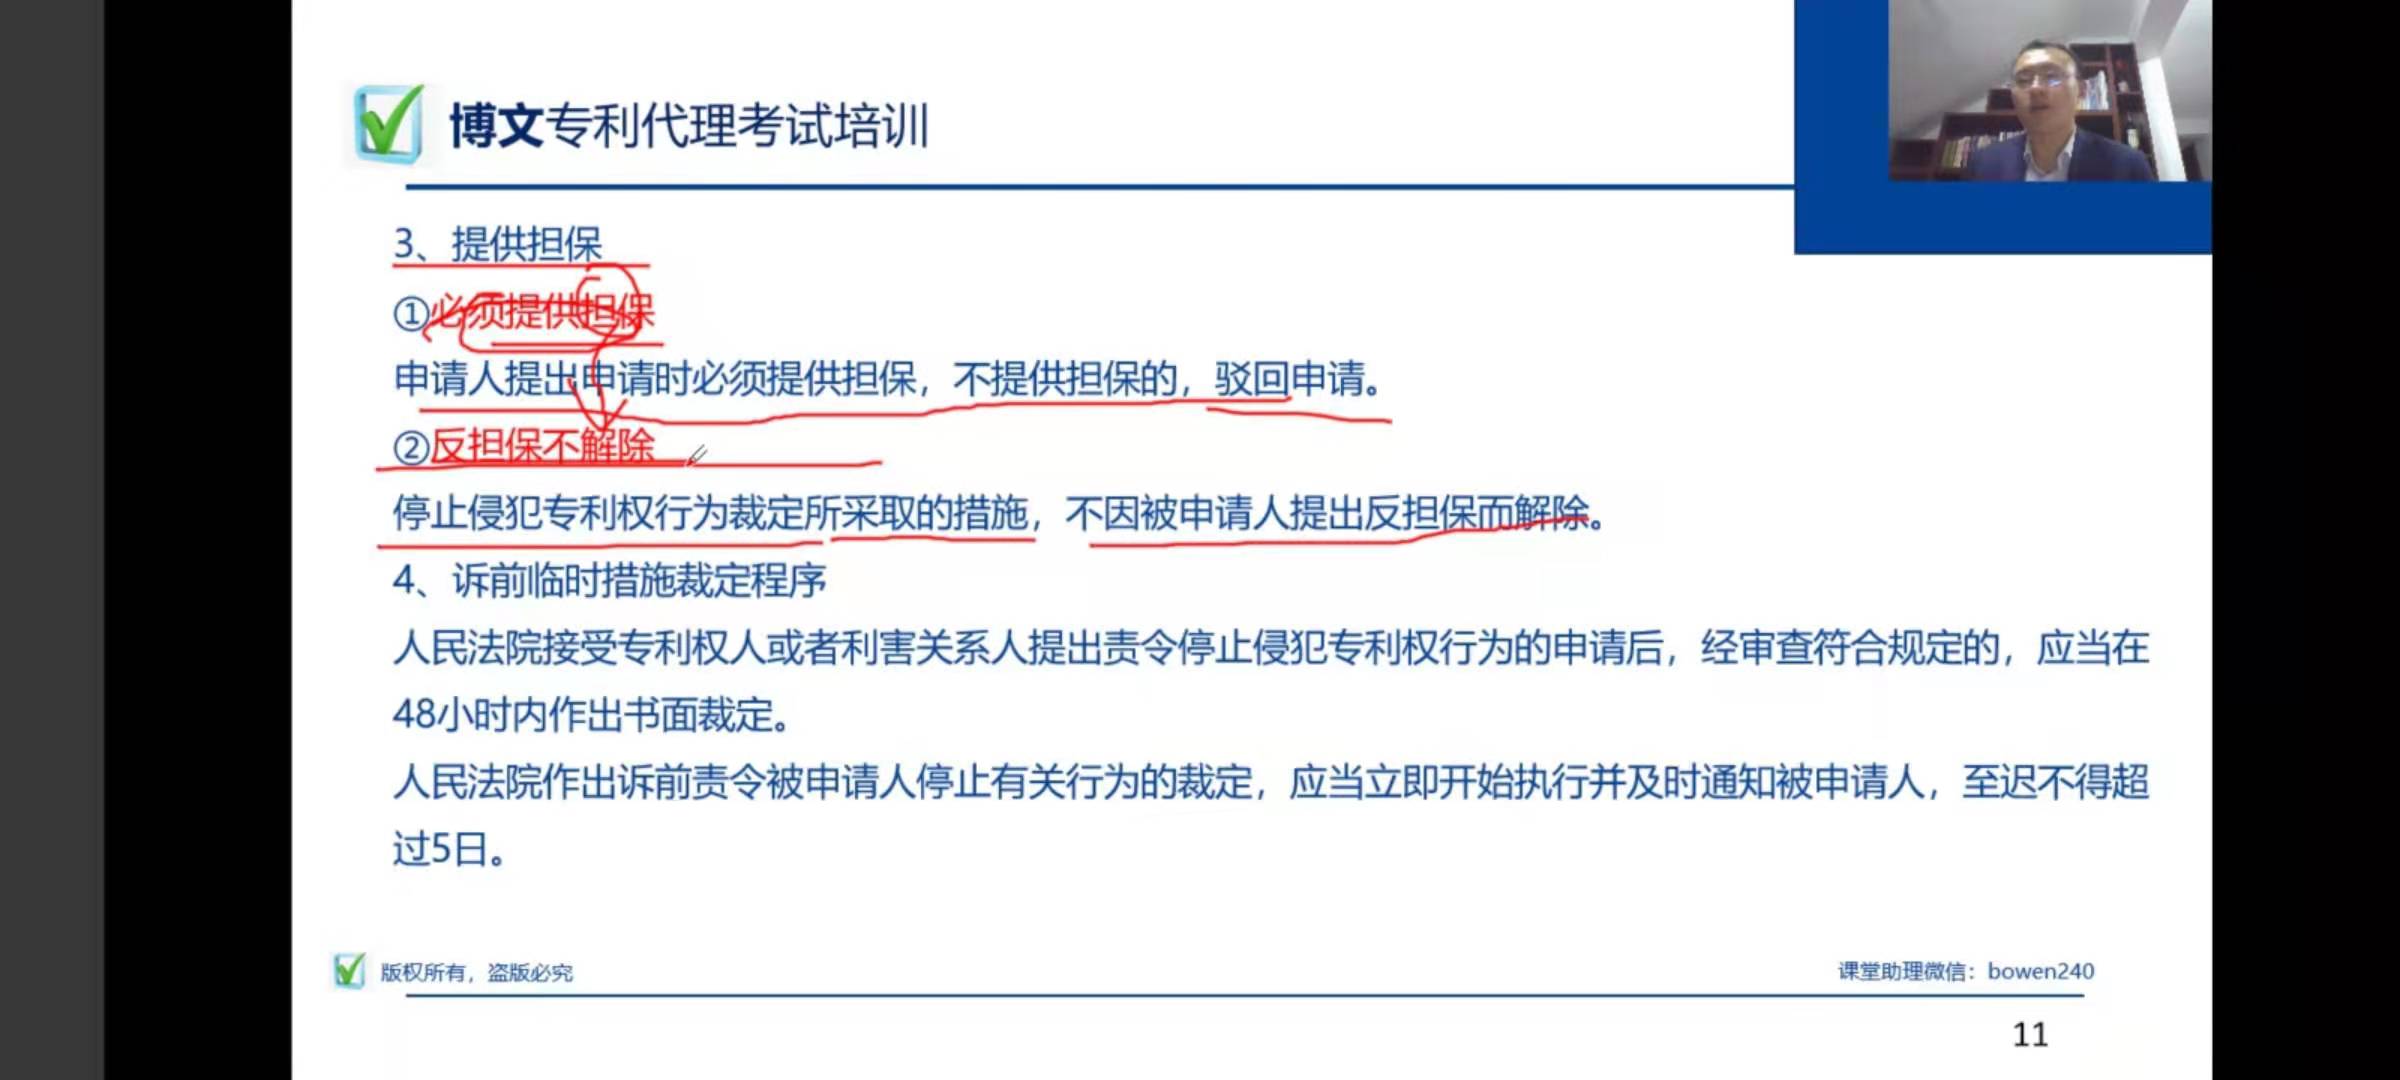 博文专利代理考试培训
3、提供担保
①必须提供担保
申请人提出申请时必须提供担保，不提供担保的，驳回申请。
②反担保不解除
停止侵犯专利权行为裁定所采取的措施，不因被申请人提出反担保而解除。
4、诉前临时措施裁定程序
人民法院接受专利权人或者利害关系人提出责令停止侵犯专利权行为的申请后，经审查符合规定的，应当在
48小时内作出书面裁定。
人民法院作出诉前责令被申请人停止有关行为的裁定，应当立即开始执行并及时通知被申请人，至迟不得超
过5日。
版权所有，盗版必究
课堂助理微信：bowen240
11